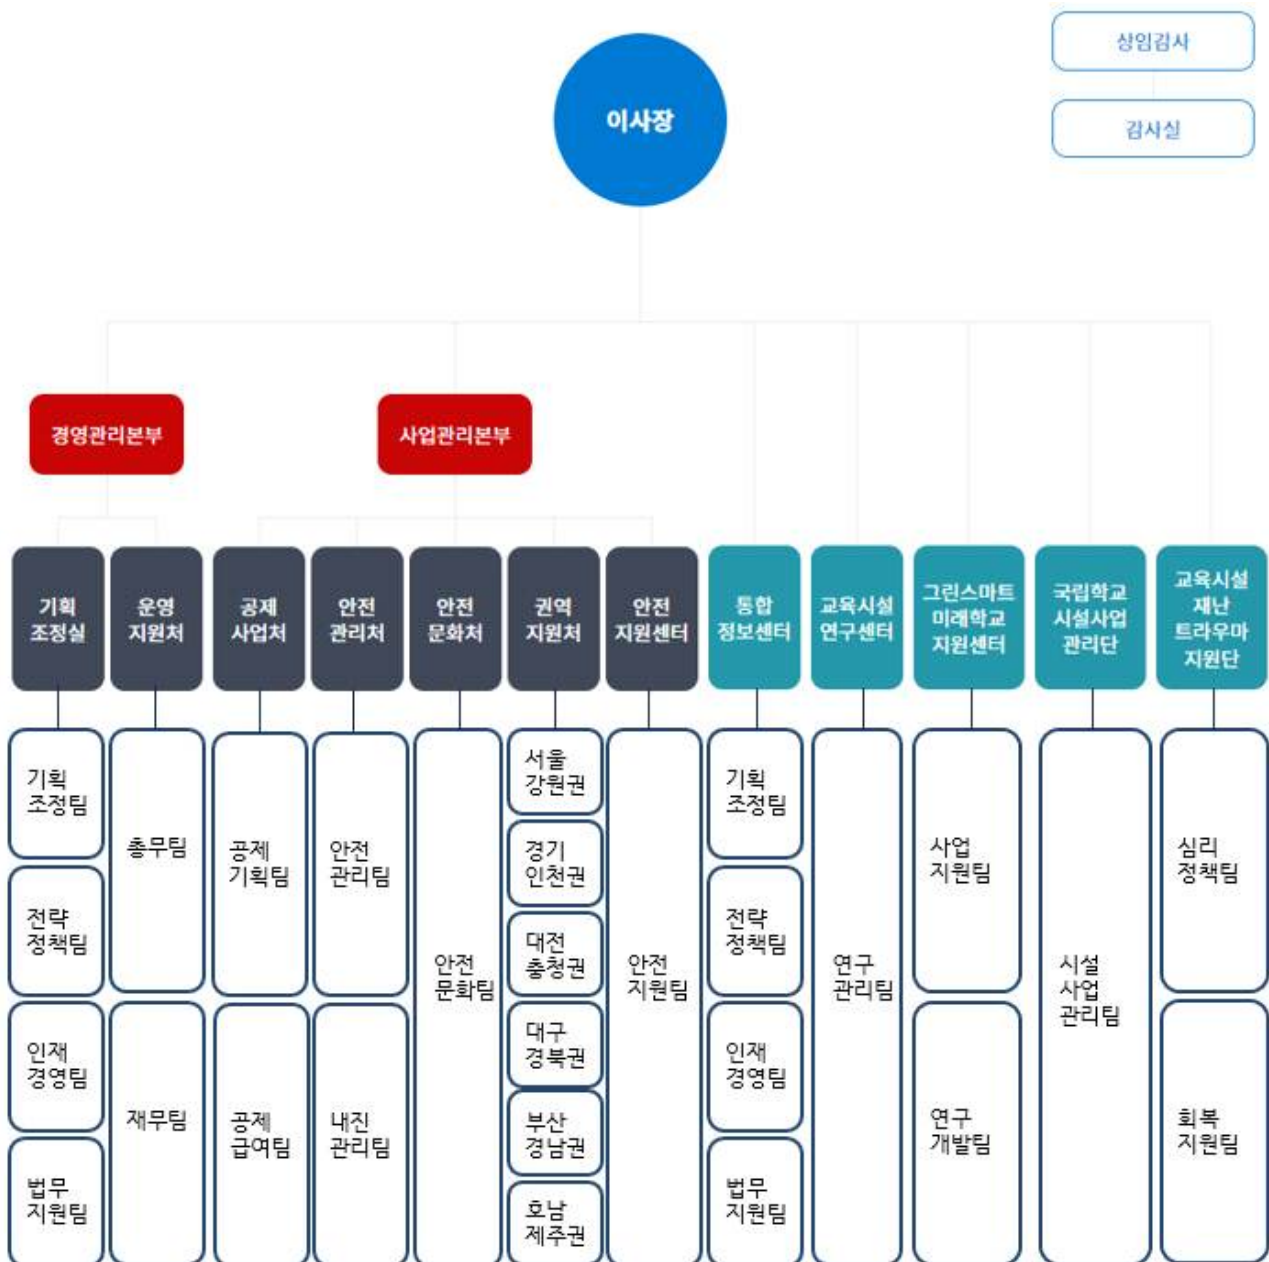 상임감사
이사장
감사실
경영관리본부
사업관리본부
기획
조정실
운영
지원처
공제
사업처
안전
관리처
안전
문화처
권역
지원처
안전
지원센터
통합
정보센터
교육시설
연구센터
그린스마트
미래학교
지원센터
국립학교
시설사업
관리단
교육시설
재난
트라우마
지원단
기획
조정팀
전략
정책팀
인재
경영팀
법무
지원팀
총무팀
재무팀
공제
기획팀
공제
급여팀
안전
관리팀
내진
관리팀
안전
문화팀
서울
강원권
경기
인천권
대전
충청권
대구
경북권
부산
경남권
호남
제주권
안전
지원팀
기획
조정팀
전략
정책팀
인재
경영팀
법무
지원팀
연구
관리팀
사업
지원팀
연구
개발팀
시설
사업
관리팀
심리
정책팀
회복
지원팀